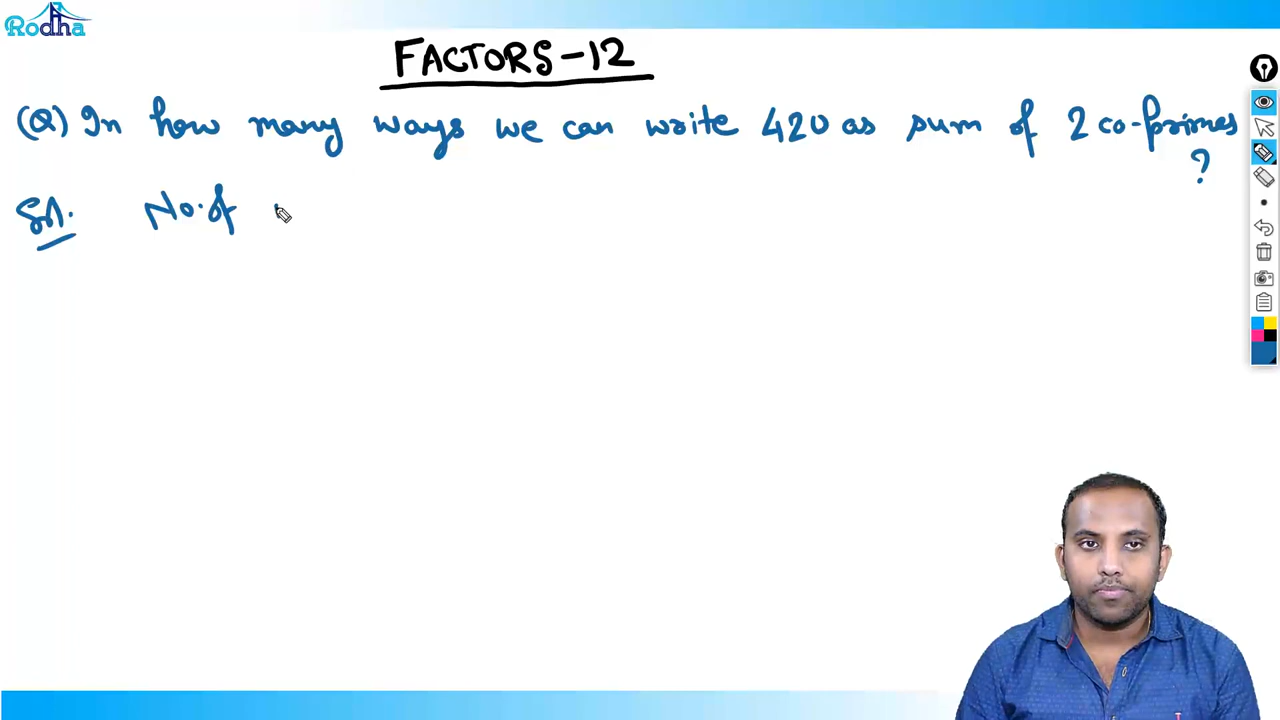 Rodha
FACTORS-12
(Q) In how many ways we can write 420 as sum of 2 co-primes
?
Sol. No. of